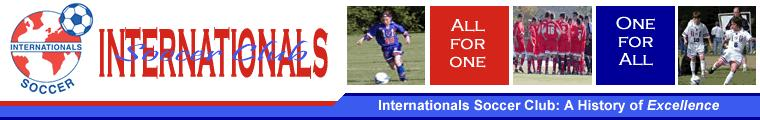 INTERNATIONALS
SOCCER
INTERNATIONALS
Soccer Club
ALL
FOR
ONE
ONE
FOR
ALL
Internationals Soccer Club: A History of Excellence